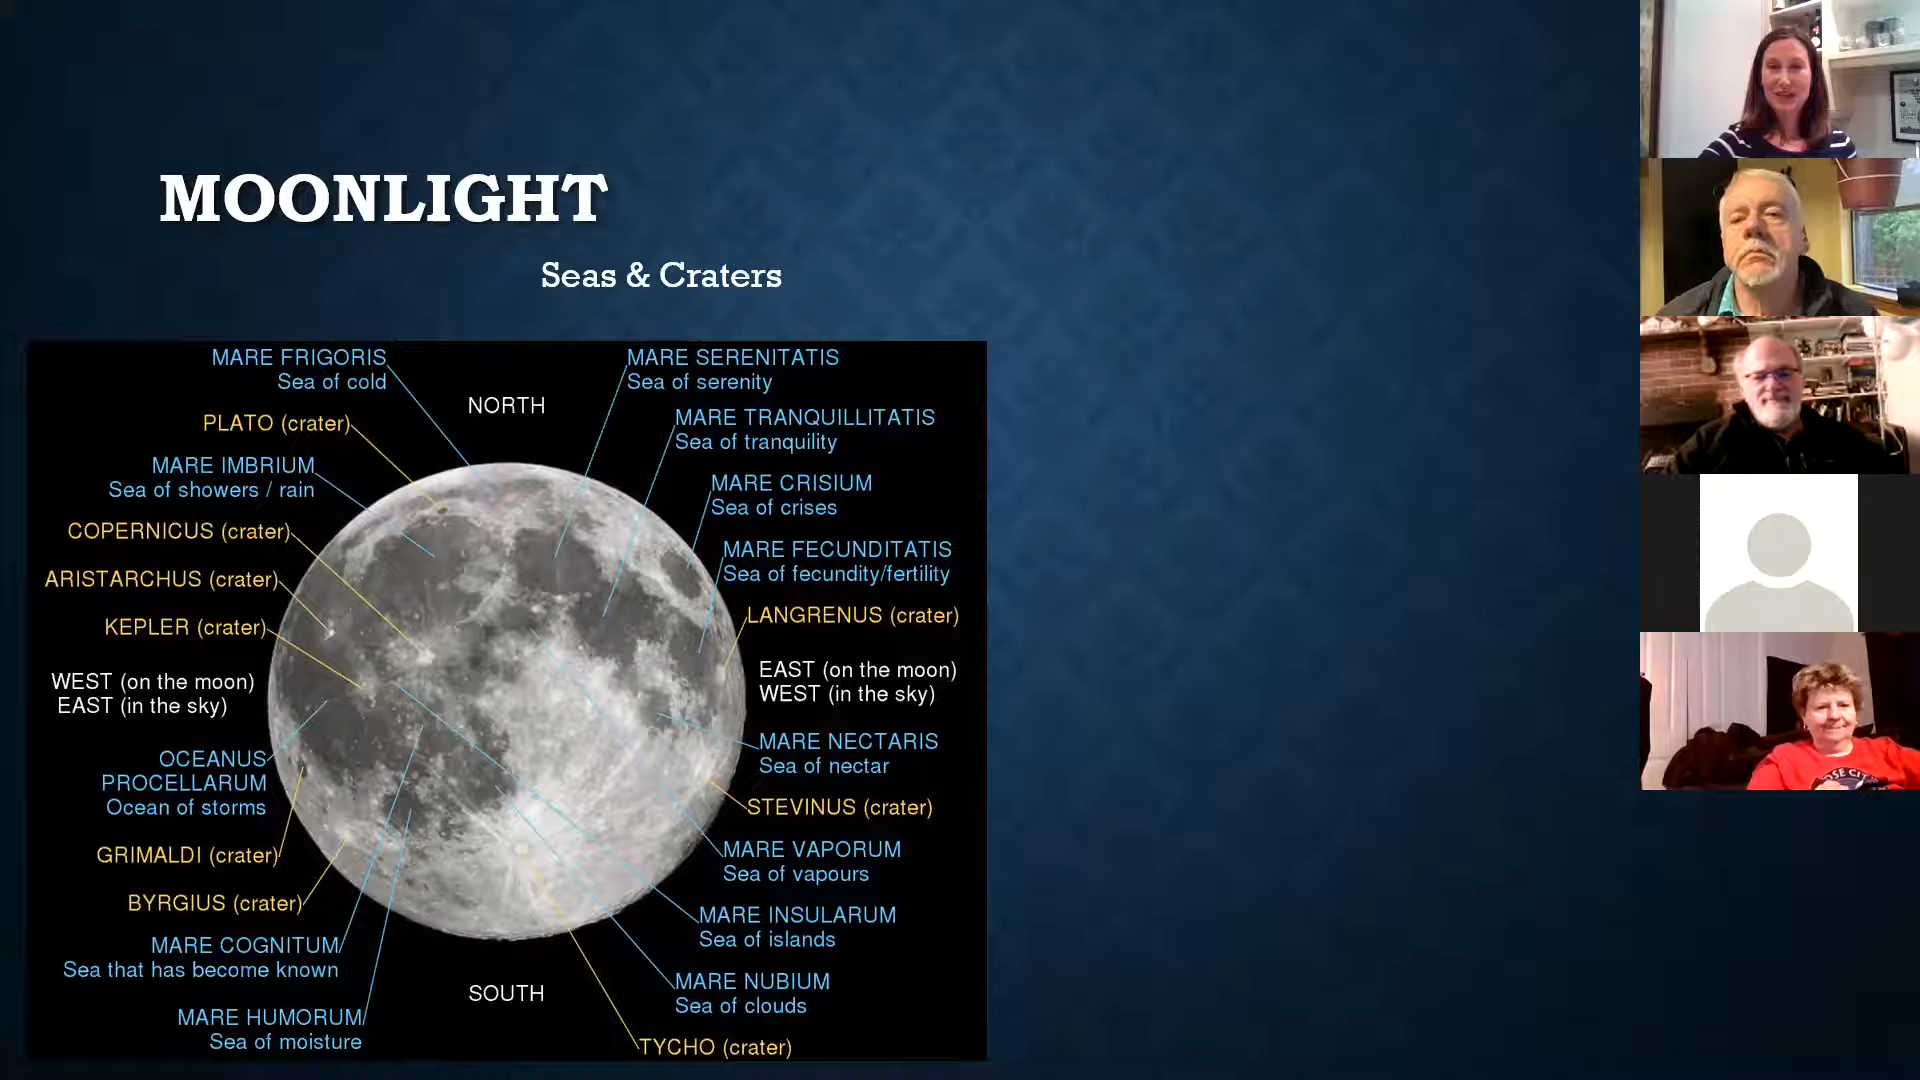 MOONLIGHT
Seas & Craters
MARE FRIGORIS
Sea of cold
PLATO (crater)
MARE IMBRIUM
Sea of showers / rain
COPERNICUS (crater)
ARISTARCHUS (crater)
KEPLER (crater)
WEST (on the moon)
EAST (in the sky)
OCEANUS
PROCELLARUM
Ocean of storms
GRIMALDI (crater)
BYRGIUS (crater)
MARE COGNITUM
Sea that has become known
MARE HUMORUM
Sea of moisture
NORTH
SOUTH
MARE SERENITATIS
Sea of serenity
MARE TRANQUILLITATIS
Sea of tranquility
MARE CRISIUM
Sea of crises
MARE FECUNDITATIS
Sea of fecundity/fertility
LANGRENUS (crater)
EAST (on the moon)
WEST (in the sky)
MARE NECTARIS
Sea of nectar
STEVINUS (crater)
MARE VAPORUM
Sea of vapours
MARE INSULARUM
Sea of islands
MARE NUBIUM
Sea of clouds
TYCHO (crater)